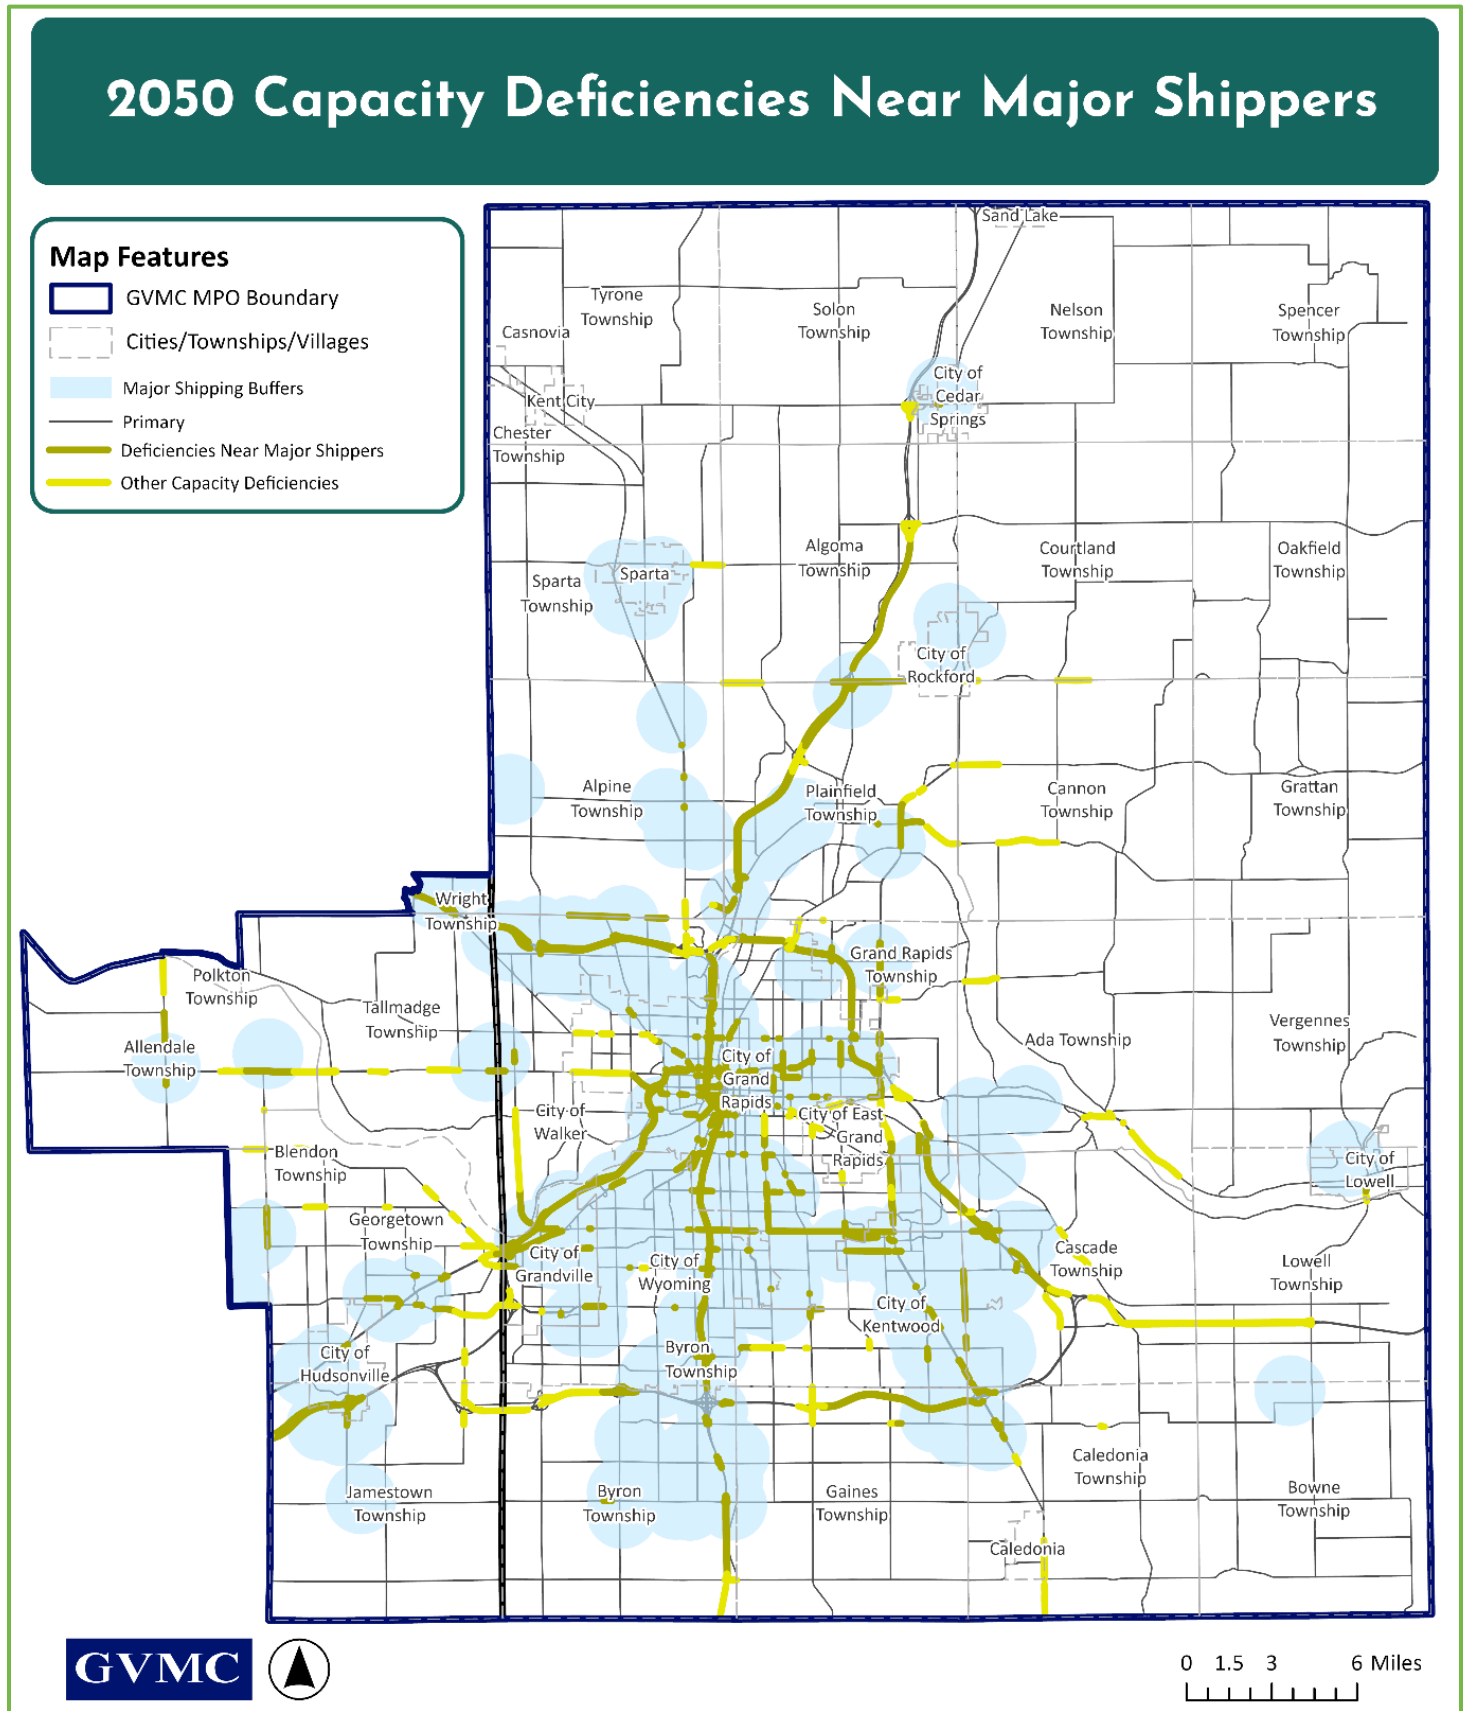 2050 Capacity Deficiencies Near Major Shippers
Map Features
GVMC MPO Boundary
Cities/Townships/Villages
Major Shipping Buffers
Primary
Deficiencies Near Major Shippers
Other Capacity Deficiencies
Sand Lake
Tyrone
Township
Casnovia
Solon
Township
Nelson
Township
Spencer
Township
Kent City
City of
Cedar
Springs
Chester
Township
Sparta
Township
Sparta
Algoma
Township
Courtland
Township
Oakfield
Township
City of
Rockford
Alpine
Township
Plainfield
Township
Cannon
Township
Grattan
Township
Wright
Township
Polkton
Township
Tallmadge
Township
Grand Rapids
Township
Allendale
Township
Ada Township
Vergennes
Township
City of
Grand
Rapids
City of
Walker
City of East
Grand
Rapids
Blendon
Township
City of
Lowell
Georgetown
Township
City of
Grandville
City of
Wyoming
Cascade
Township
Lowell
Township
City of
Kentwood
City of
Hudsonville
Byron
Township
Jamestown
Township
Byron
Township
Gaines
Township
Caledonia
Township
Bowne
Township
Caledonia
GVMC
0 1.5 3 6 Miles